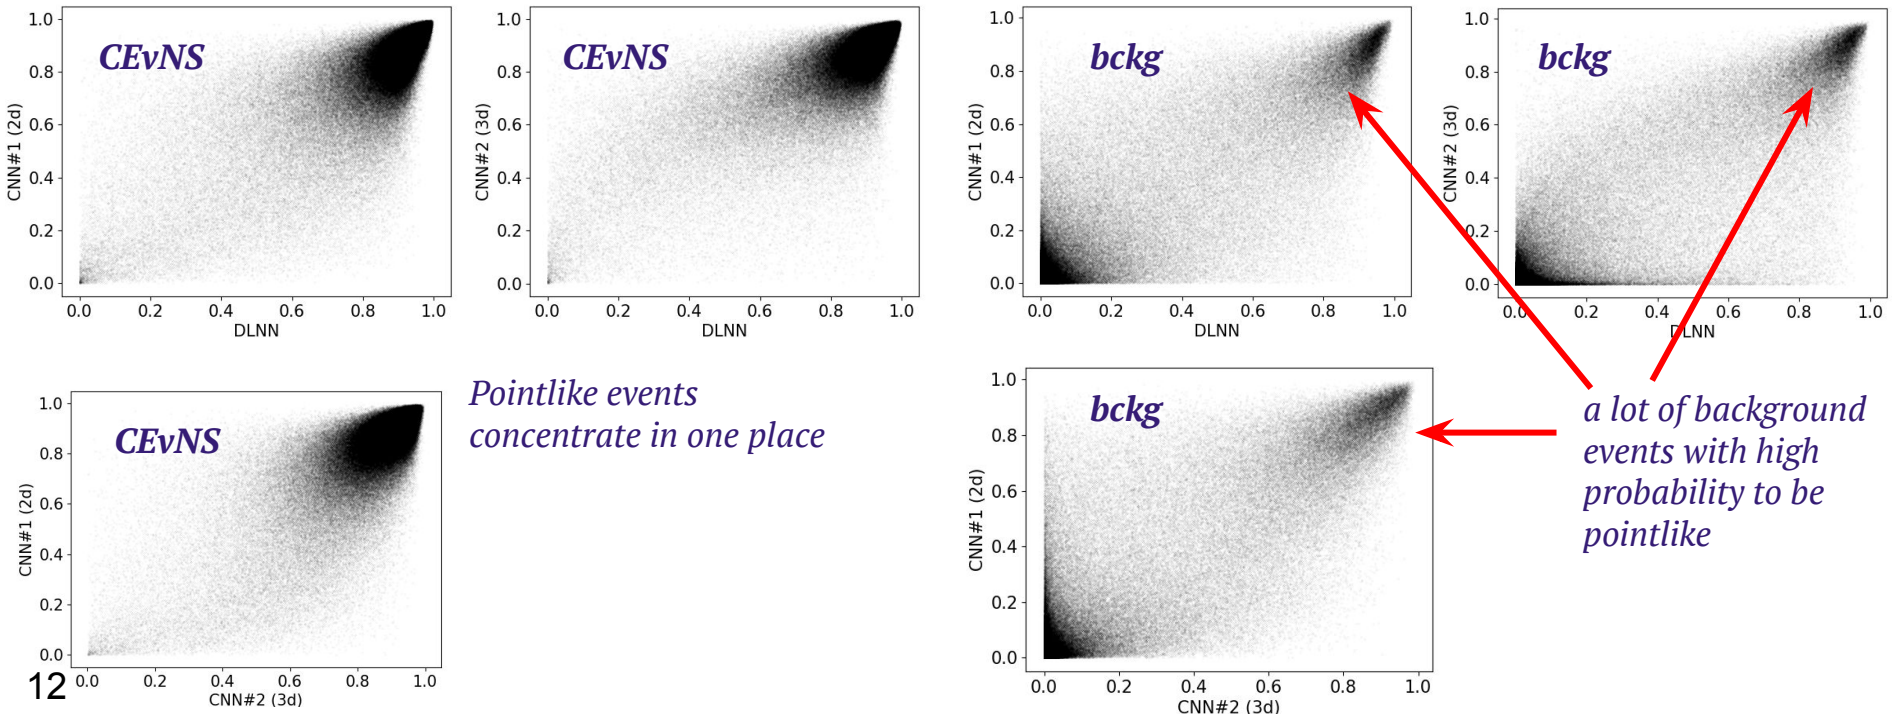 CEvNS
1.0
0.8
0.6
0.4
0.2
0.0
CNN#1 (2d)
0.0 0.2 0.4 0.6 0.8 1.0
DLNN
CEvNS
1.0
0.8
0.6
0.4
0.2
0.0
CNN#2 (3d)
0.0 0.2 0.4 0.6 0.8 1.0
DLNN
bckg
1.0
0.8
0.6
0.4
0.2
0.0
CNN#1 (2d)
0.0 0.2 0.4 0.6 0.8 1.0
DLNN
bckg
1.0
0.8
0.6
0.4
0.2
0.0
CNN#2 (3d)
0.0 0.2 0.4 0.6 0.8 1.0
DLNN
CEvNS
1.0
0.8
0.6
0.4
0.2
0.0
CNN#1 (2d)
0.0 0.2 0.4 0.6 0.8 1.0
CNN#2 (3d)
Pointlike events
concentrate in one place
bckg
1.0
0.8
0.6
0.4
0.2
0.0
CNN#1 (2d)
0.0 0.2 0.4 0.6 0.8 1.0
CNN#2 (3d)
a lot of background
events with high
probability to be
pointlike
12